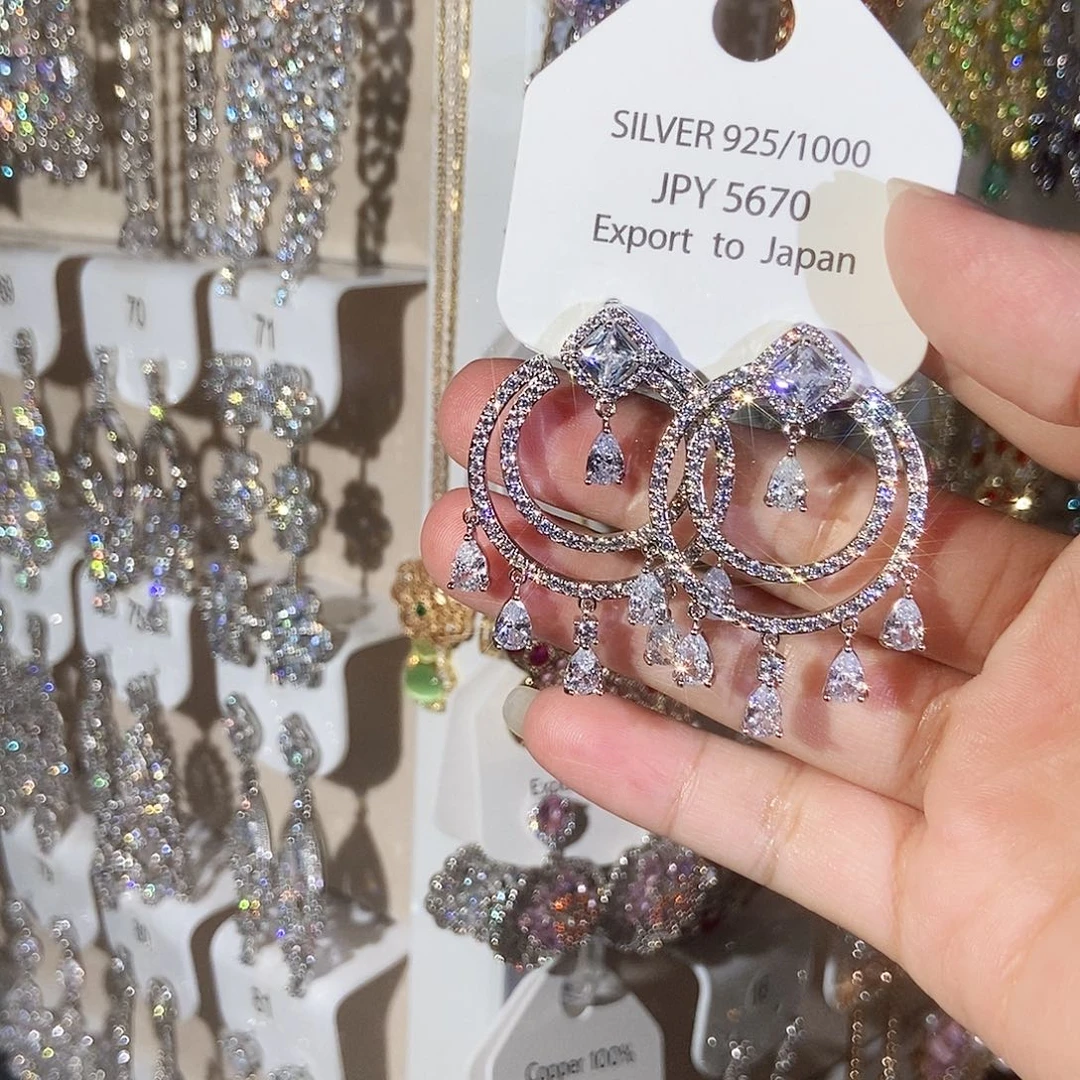 SILVER 925/1000
JPY 5670
Export to Japan
70
71
Copper 100%